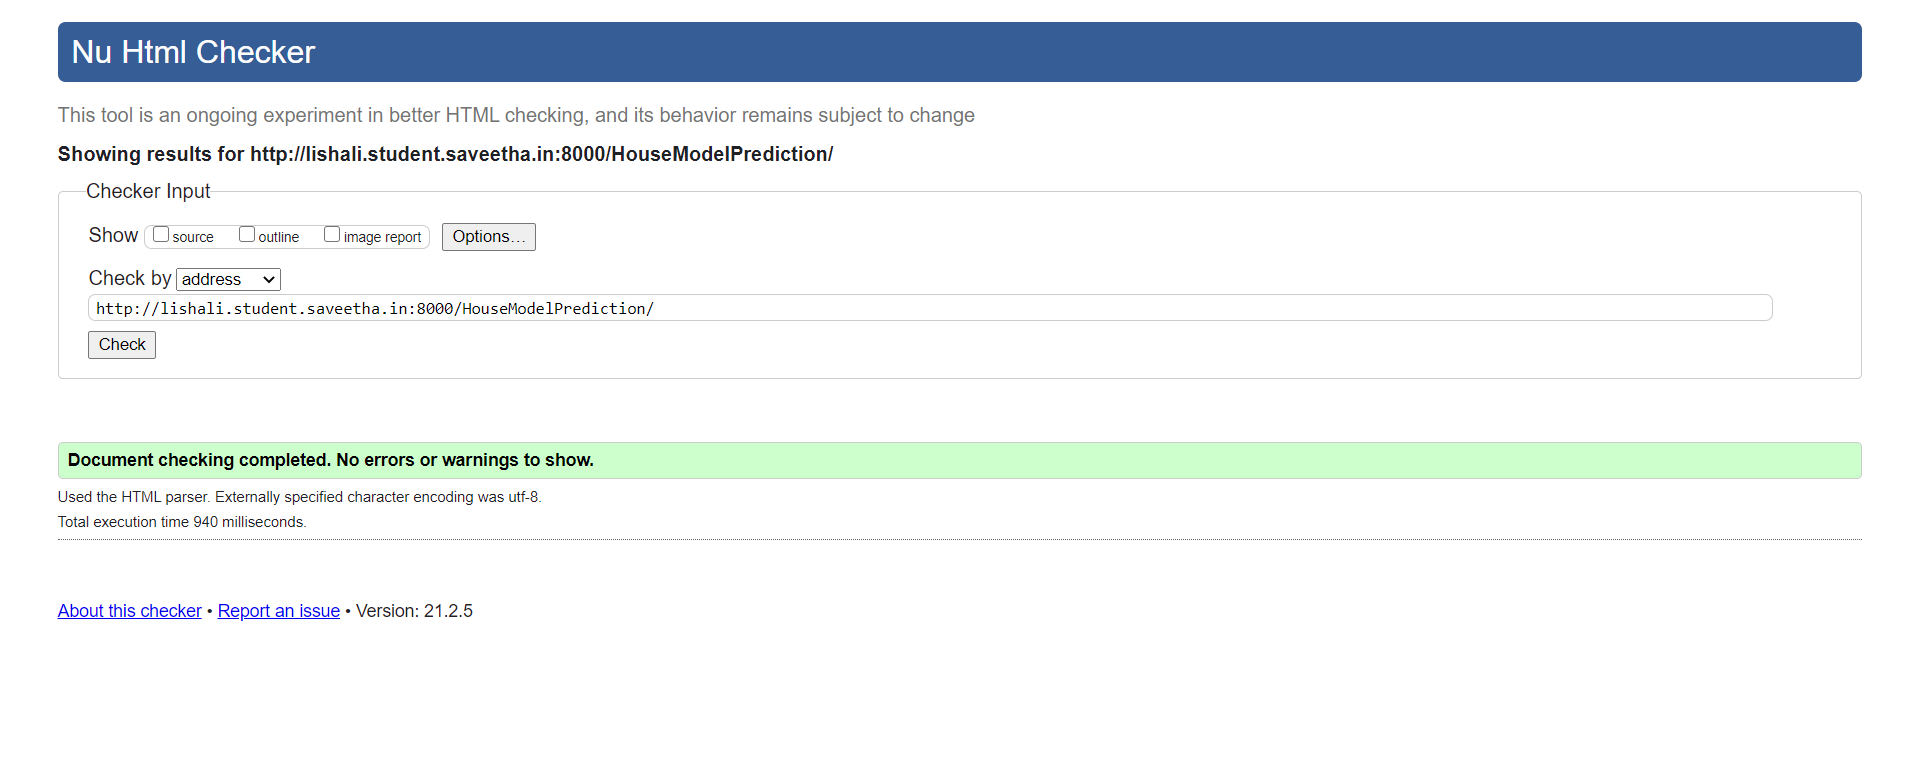 Nu Html Checker
This tool is an ongoing experiment in better HTML checking, and its behavior remains subject to change
Showing results for http://lishali.student.saveetha.in:8000/HouseModelPrediction/
Checker Input
Show source outline image report Options...
Check by address
http://lishali.student.saveetha.in:8000/HouseModelPrediction/
Check
Document checking completed. No errors or warnings to show.
Used the HTML parser. Externally specified character encoding was utf-8.
Total execution time 940 milliseconds.
About this checker • Report an issue • Version: 21.2.5